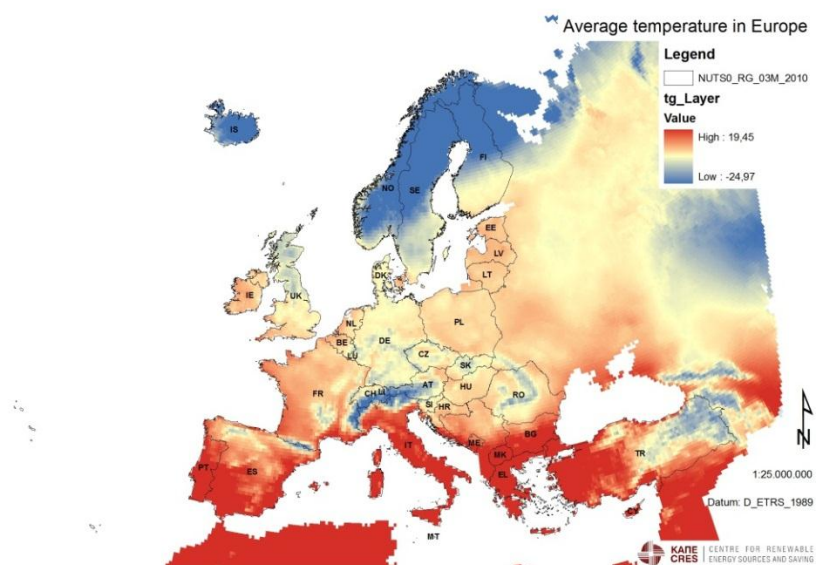 Average temperature in Europe
Legend
NUTS0_RG_03M_2010
tg_Layer
Value
High : 19,45
Low : -24,97
IS
FI
NO
SE
EE
LV
LT
DK
IE
UK
NL
PL
BE
DE
LU
CZ
SK
FR
CH
LI
AT
HU
SI
HR
RO
IT
ME
BG
MK
PT
ES
EL
TR
CY
MT
N
1:25.000.000
Datum: D_ETRS_1989
ΚΑΠΕ
CRES
CENTRE FOR RENEWABLE
ENERGY SOURCES AND SAVING